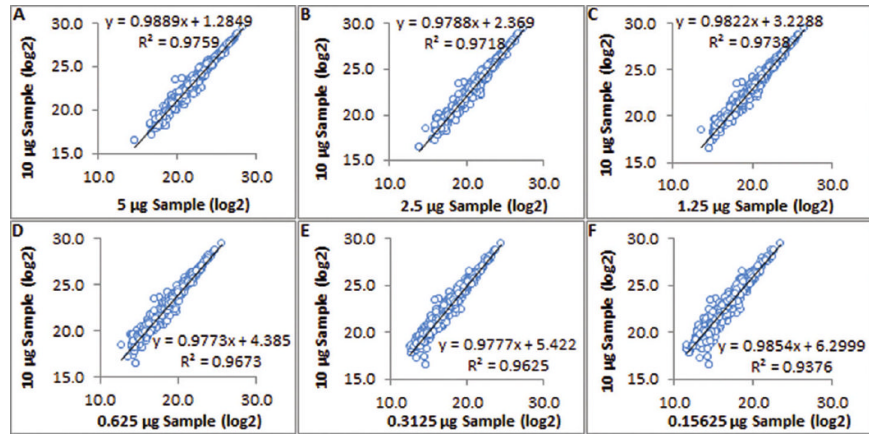 A
y = 0.9889x + 1.2849
R² = 0.9759
30.0
25.0
20.0
15.0
10.0 20.0 30.0
10 µg Sample (log2)
5 µg Sample (log2)
B
y = 0.9788x + 2.369
R² = 0.9718
30.0
25.0
20.0
15.0
10.0 20.0 30.0
10 µg Sample (log2)
2.5 µg Sample (log2)
C
y = 0.9822x + 3.2288
R² = 0.9738
30.0
25.0
20.0
15.0
10.0 20.0 30.0
10 µg Sample (log2)
1.25 µg Sample (log2)
D
30.0
25.0
20.0
15.0
y = 0.9773x + 4.385
R² = 0.9673
10.0 20.0 30.0
10 µg Sample (log2)
0.625 µg Sample (log2)
E
30.0
25.0
20.0
15.0
y = 0.9777x + 5.422
R² = 0.9625
10.0 20.0 30.0
10 µg Sample (log2)
0.3125 µg Sample (log2)
F
30.0
25.0
20.0
15.0
y = 0.9854x + 6.2999
R² = 0.9376
10.0 20.0 30.0
10 µg Sample (log2)
0.15625 µg Sample (log2)